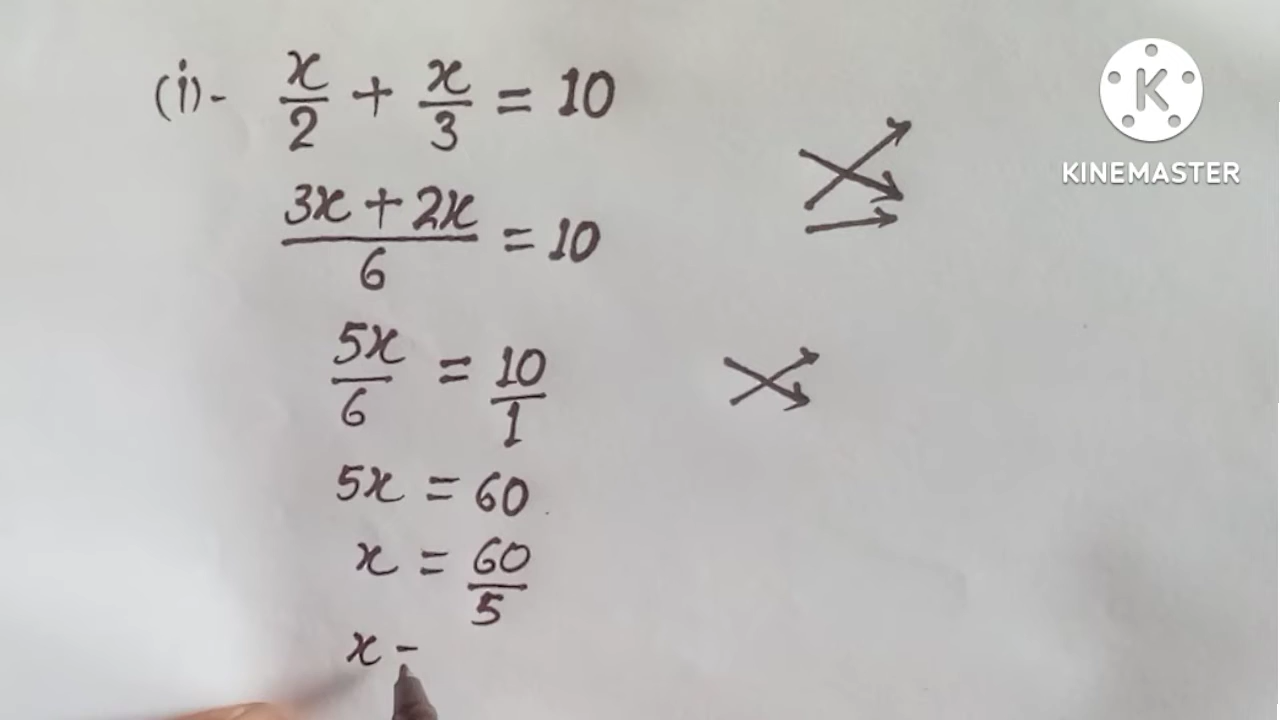 (i)- x/2 + x/3 = 10
3x + 2x/6 = 10
5x/6 = 10/1
5x = 60
x = 60/5
x -
K
KINEMASTER